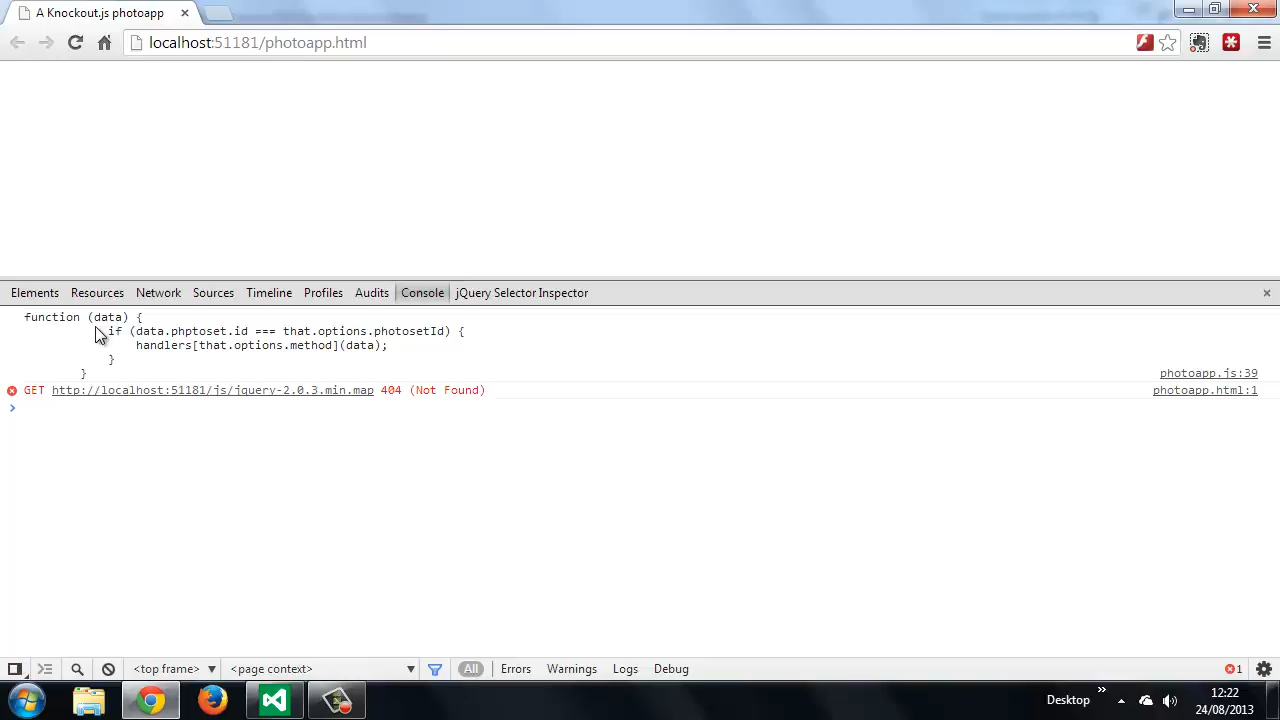 A Knockout.js photoapp
localhost:51181/photoapp.html
Elements Resources Network Sources Timeline Profiles Audits Console jQuery Selector Inspector
function (data) {
if (data.phptoset.id === that.options.photosetId) {
handlers[that.options.method](data);
}
}
photoapp.js:39
GET http://localhost:51181/js/jquery-2.0.3.min.map 404 (Not Found) photoapp.html:1
<top frame> <page context> All Errors Warnings Logs Debug 1
Desktop
12:22
24/08/2013